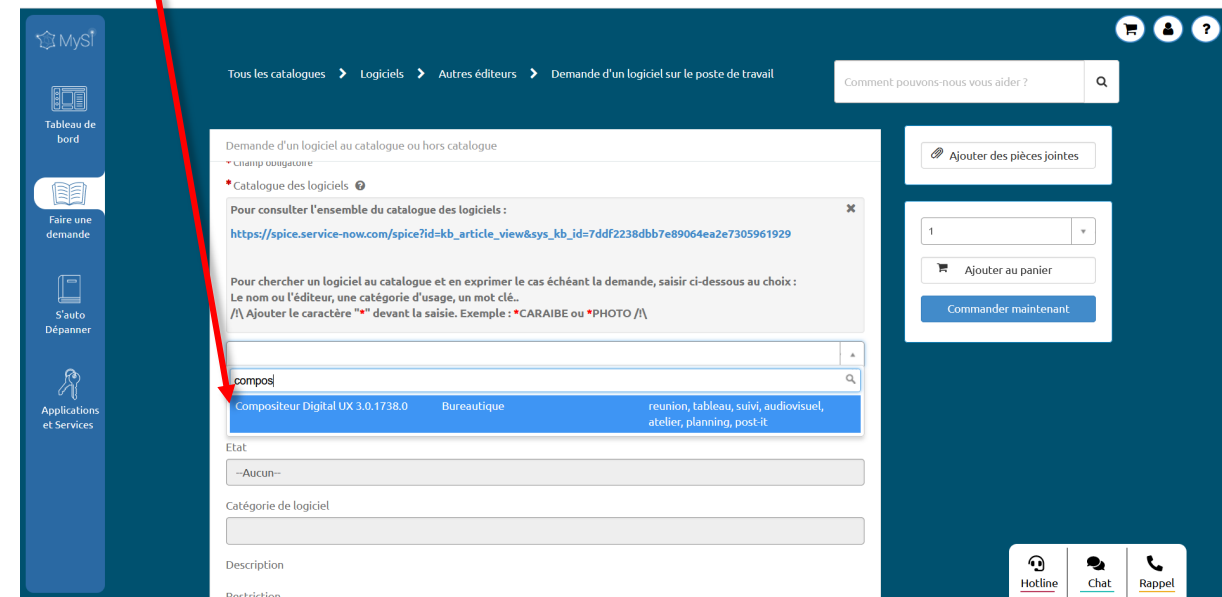 MySI
Tous les catalogues > Logiciels > Autres éditeurs > Demande d'un logiciel sur le poste de travail
Comment pouvons-nous vous aider ?
Tableau de
bord
Faire une
demande
S'auto
Dépanner
Applications
et Services
Demande d'un logiciel au catalogue ou hors catalogue
* Champ obligatoire
* Catalogue des logiciels
Pour consulter l'ensemble du catalogue des logiciels :
https://spice.service-now.com/spice?id=kb_article_view&sys_kb_id=7ddf2238dbb7e89064ea2e7305961929
Pour chercher un logiciel au catalogue et en exprimer le cas échéant la demande, saisir ci-dessous au choix :
Le nom ou l'éditeur, une catégorie d'usage, un mot clé..
/!\ Ajouter le caractère "*" devant la saisie. Exemple : *CARAIBE ou *PHOTO /!\
compos
Compositeur Digital UX 3.0.1738.0 Bureautique reunion, tableau, suivi, audiovisuel,
atelier, planning, post-it
Etat
--Aucun--
Catégorie de logiciel
Description
Restriction
Ajouter des pièces jointes
1
Ajouter au panier
Commander maintenant
Hotline
Chat
Rappel